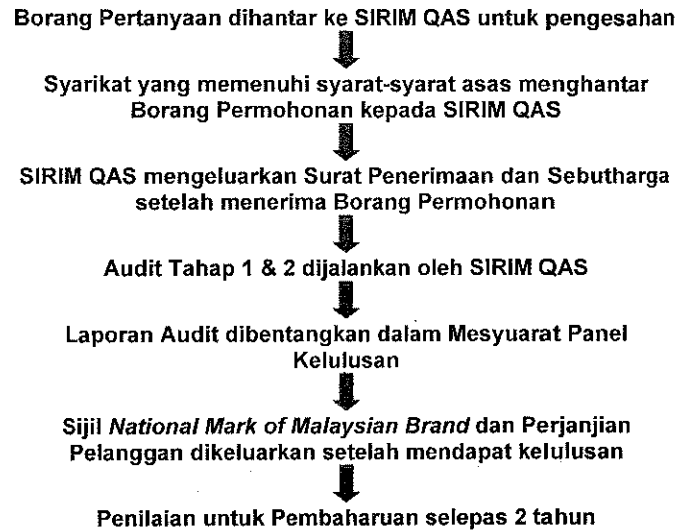 Borang Pertanyaan dihantar ke SIRIM QAS untuk pengesahan
Syarikat yang memenuhi syarat-syarat asas menghantar
Borang Permohonan kepada SIRIM QAS
SIRIM QAS mengeluarkan Surat Penerimaan dan Sebutharga
setelah menerima Borang Permohonan
Audit Tahap 1 & 2 dijalankan oleh SIRIM QAS
Laporan Audit dibentangkan dalam Mesyuarat Panel
Kelulusan
Sijil National Mark of Malaysian Brand dan Perjanjian
Pelanggan dikeluarkan setelah mendapat kelulusan
Penilaian untuk Pembaharuan selepas 2 tahun